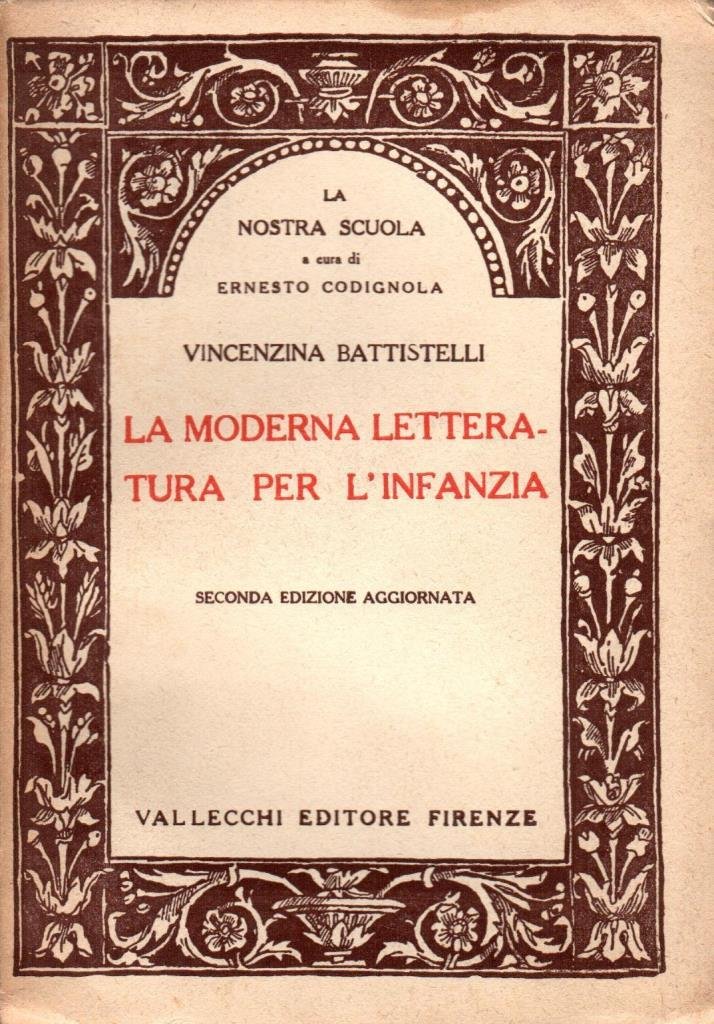 LA
NOSTRA SCUOLA
a cura di
ERNESTO CODIGNOLA
VINCENZINA BATTISTELLI
LA MODERNA LETTERA-
TURA PER L'INFANZIA
SECONDA EDIZIONE AGGIORNATA
VALLECCHI EDITORE FIRENZE